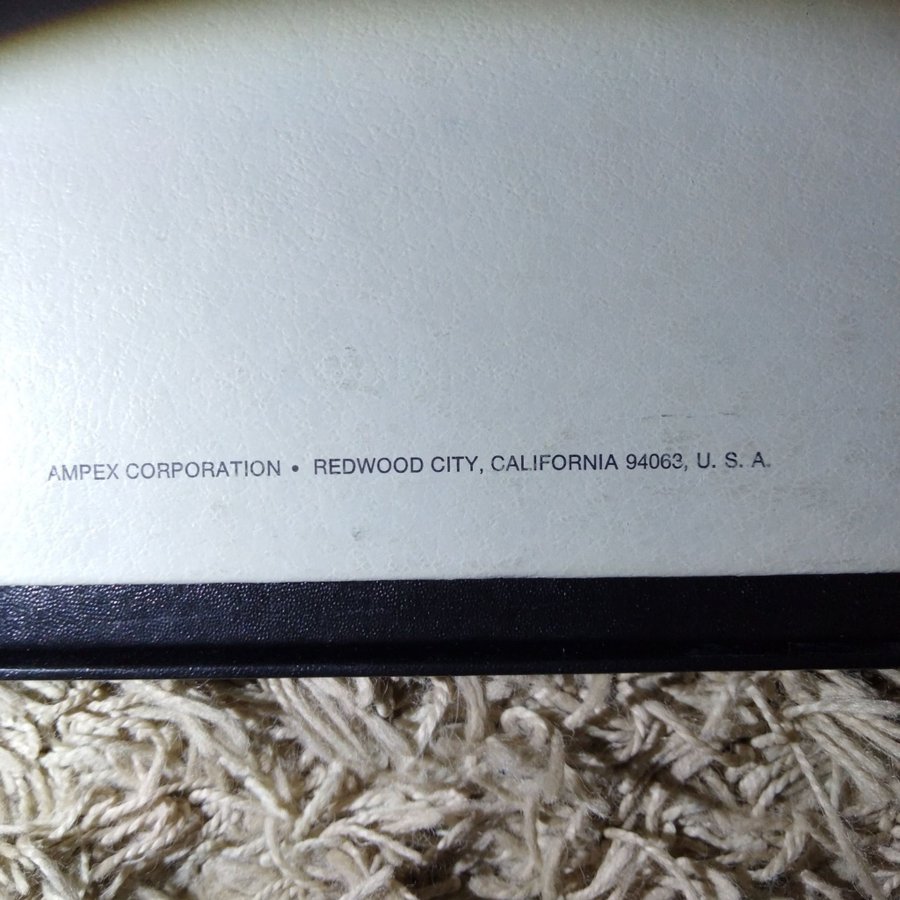 AMPEX CORPORATION • REDWOOD CITY, CALIFORNIA 94063, U. S. A.